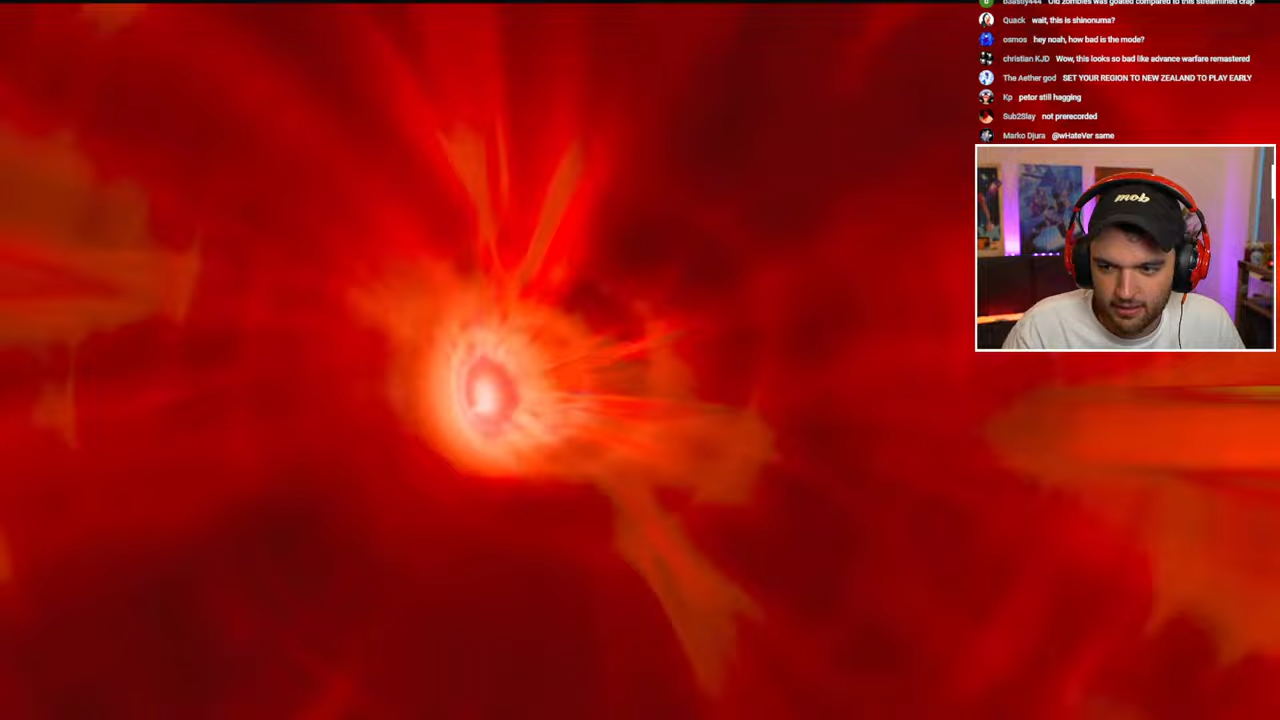 b3astly444 Old zombies was goated compared to this streamlined crap
Quack wait, this is shinonuma?
osmos hey noah, how bad is the mode?
christian KJD Wow, this looks so bad like advance warfare remastered
The Aether god SET YOUR REGION TO NEW ZEALAND TO PLAY EARLY
Kp petor still hagging
Sub2Slay not prerecorded
Marko Djura @wHateVer same
mob